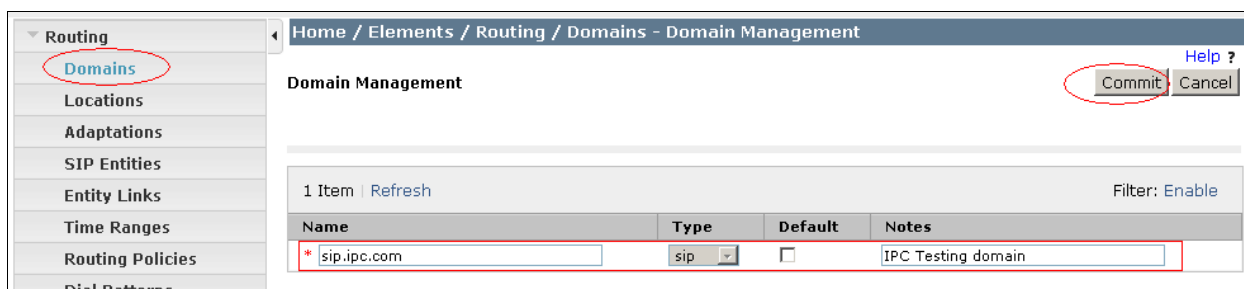 Routing
Domains
Locations
Adaptations
SIP Entities
Entity Links
Time Ranges
Routing Policies
Dial Patterns
Home / Elements / Routing / Domains - Domain Management
Help ?
Domain Management
Commit Cancel
1 Item | Refresh
Filter: Enable
Name Type Default Notes
* sip.ipc.com sip IPC Testing domain